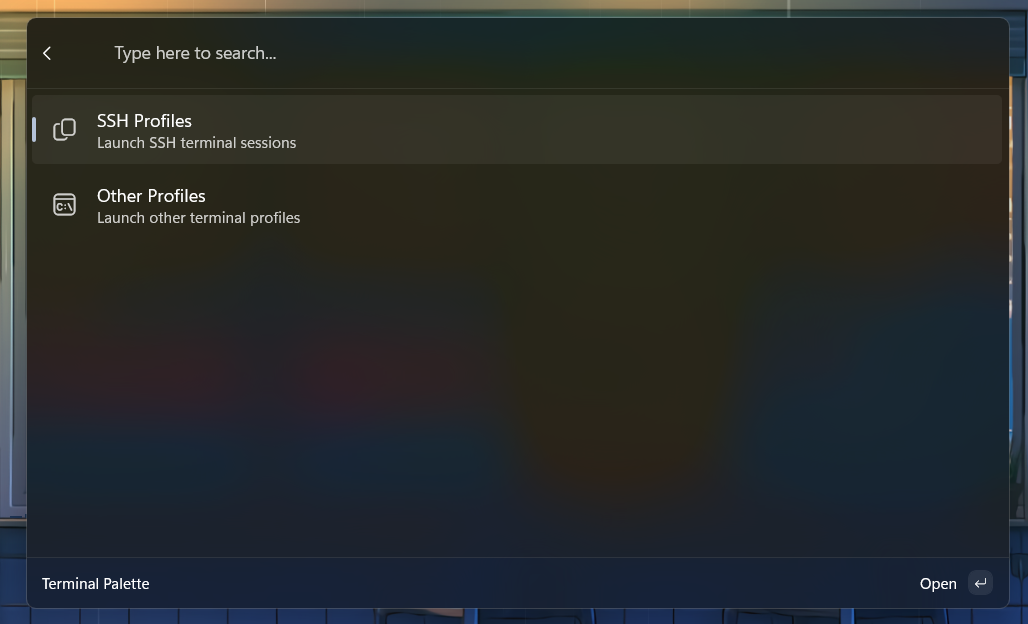 Type here to search...
SSH Profiles
Launch SSH terminal sessions
C:\
Other Profiles
Launch other terminal profiles
Terminal Palette
Open